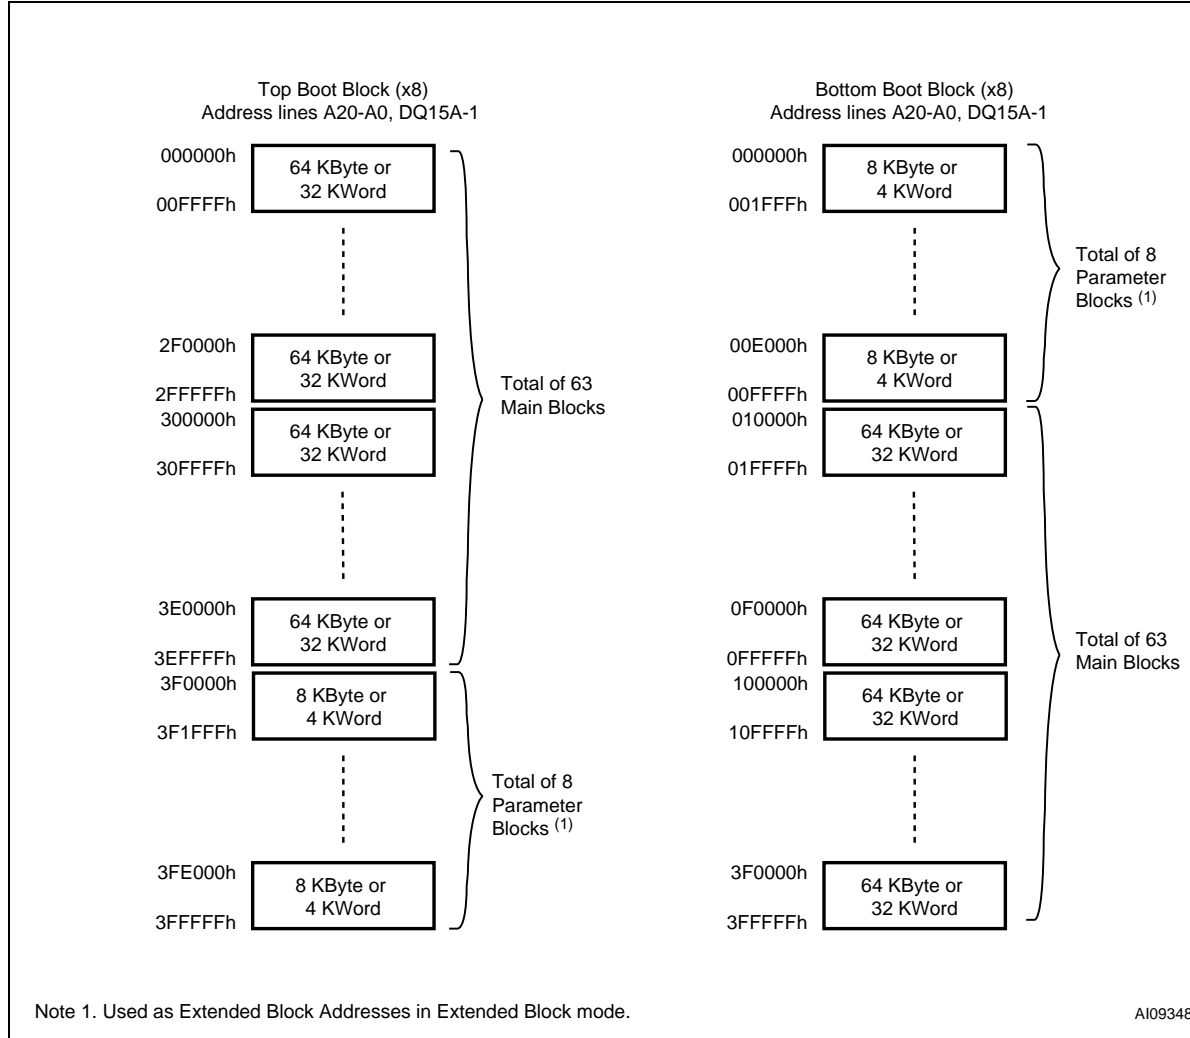 Top Boot Block (x8)
Address lines A20-A0, DQ15A-1
000000h
64 KByte or
32 KWord
00FFFFh
2F0000h
64 KByte or
32 KWord
2FFFFFh
300000h
64 KByte or
32 KWord
30FFFFh
Total of 63
Main Blocks
3E0000h
64 KByte or
32 KWord
3EFFFFh
3F0000h
8 KByte or
4 KWord
3F1FFFh
Total of 8
Parameter
Blocks (1)
3FE000h
8 KByte or
4 KWord
3FFFFFh
Bottom Boot Block (x8)
Address lines A20-A0, DQ15A-1
000000h
8 KByte or
4 KWord
001FFFh
Total of 8
Parameter
Blocks (1)
00E000h
8 KByte or
4 KWord
00FFFFh
010000h
64 KByte or
32 KWord
01FFFFh
0F0000h
64 KByte or
32 KWord
0FFFFFh
Total of 63
Main Blocks
100000h
64 KByte or
32 KWord
10FFFFh
3F0000h
64 KByte or
32 KWord
3FFFFFh
Note 1. Used as Extended Block Addresses in Extended Block mode.
AI09348